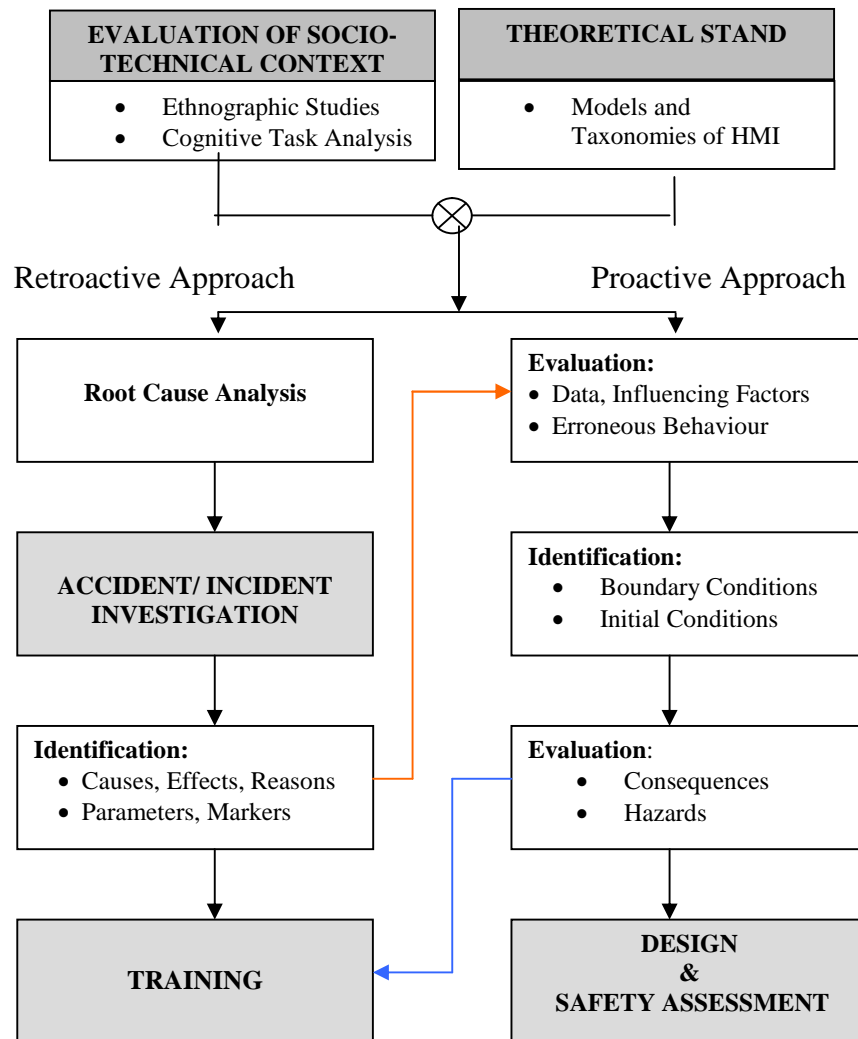 EVALUATION OF SOCIO-
TECHNICAL CONTEXT
• Ethnographic Studies
• Cognitive Task Analysis
THEORETICAL STAND
• Models and
Taxonomies of HMI
Retroactive Approach
Proactive Approach
Root Cause Analysis
Evaluation:
• Data, Influencing Factors
• Erroneous Behaviour
ACCIDENT/ INCIDENT
INVESTIGATION
Identification:
• Boundary Conditions
• Initial Conditions
Identification:
• Causes, Effects, Reasons
• Parameters, Markers
Evaluation:
• Consequences
• Hazards
TRAINING
DESIGN
&
SAFETY ASSESSMENT